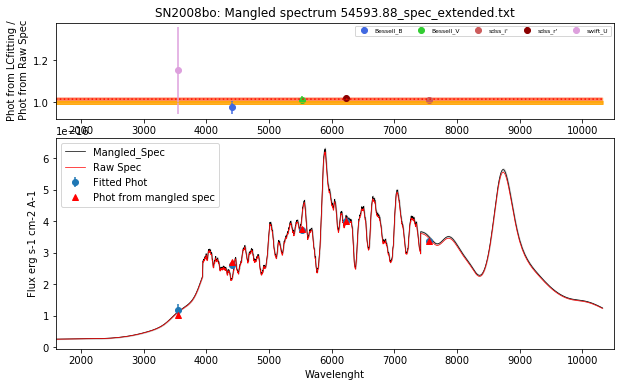 SN2008bo: Mangled spectrum 54593.88_spec_extended.txt
Phot from LCfitting /
Phot from Raw Spec
Bessell_B Bessell_V sdss_i' sdss_r' swift_U
1.2
1.0
2000 3000 4000 5000 6000 7000 8000 9000 10000
Flux erg s-1 cm-2 A-1
6
5
4
3
2
1
0
Mangled_Spec
Raw Spec
Fitted Phot
Phot from mangled spec
2000 3000 4000 5000 6000 7000 8000 9000 10000
Wavelenght